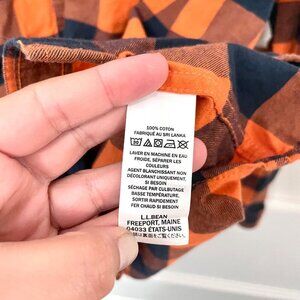 100% COTON
FABRIQUÉ AU SRI LANKA
LAVER EN MACHINE EN EAU
FROIDE, SÉPARER LES
COULEURS
AGENT BLANCHISSANT NON
DÉCOLORANT UNIQUEMENT,
SI BESOIN
SÉCHAGE PAR CULBUTAGE
BASSE TEMPÉRATURE,
SORTIR RAPIDEMENT
FER CHAUD SI BESOIN
L.L.BEAN
FREEPORT, MAINE
04033 ÉTATS-UNIS